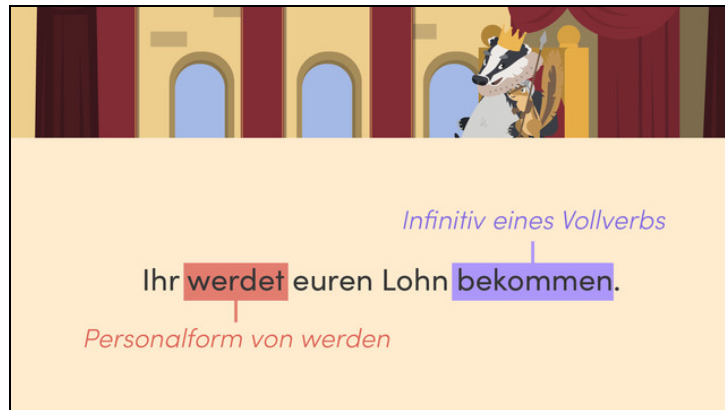 Infinitiv eines Vollverbs
Ihr werdet euren Lohn bekommen.
Personalform von werden